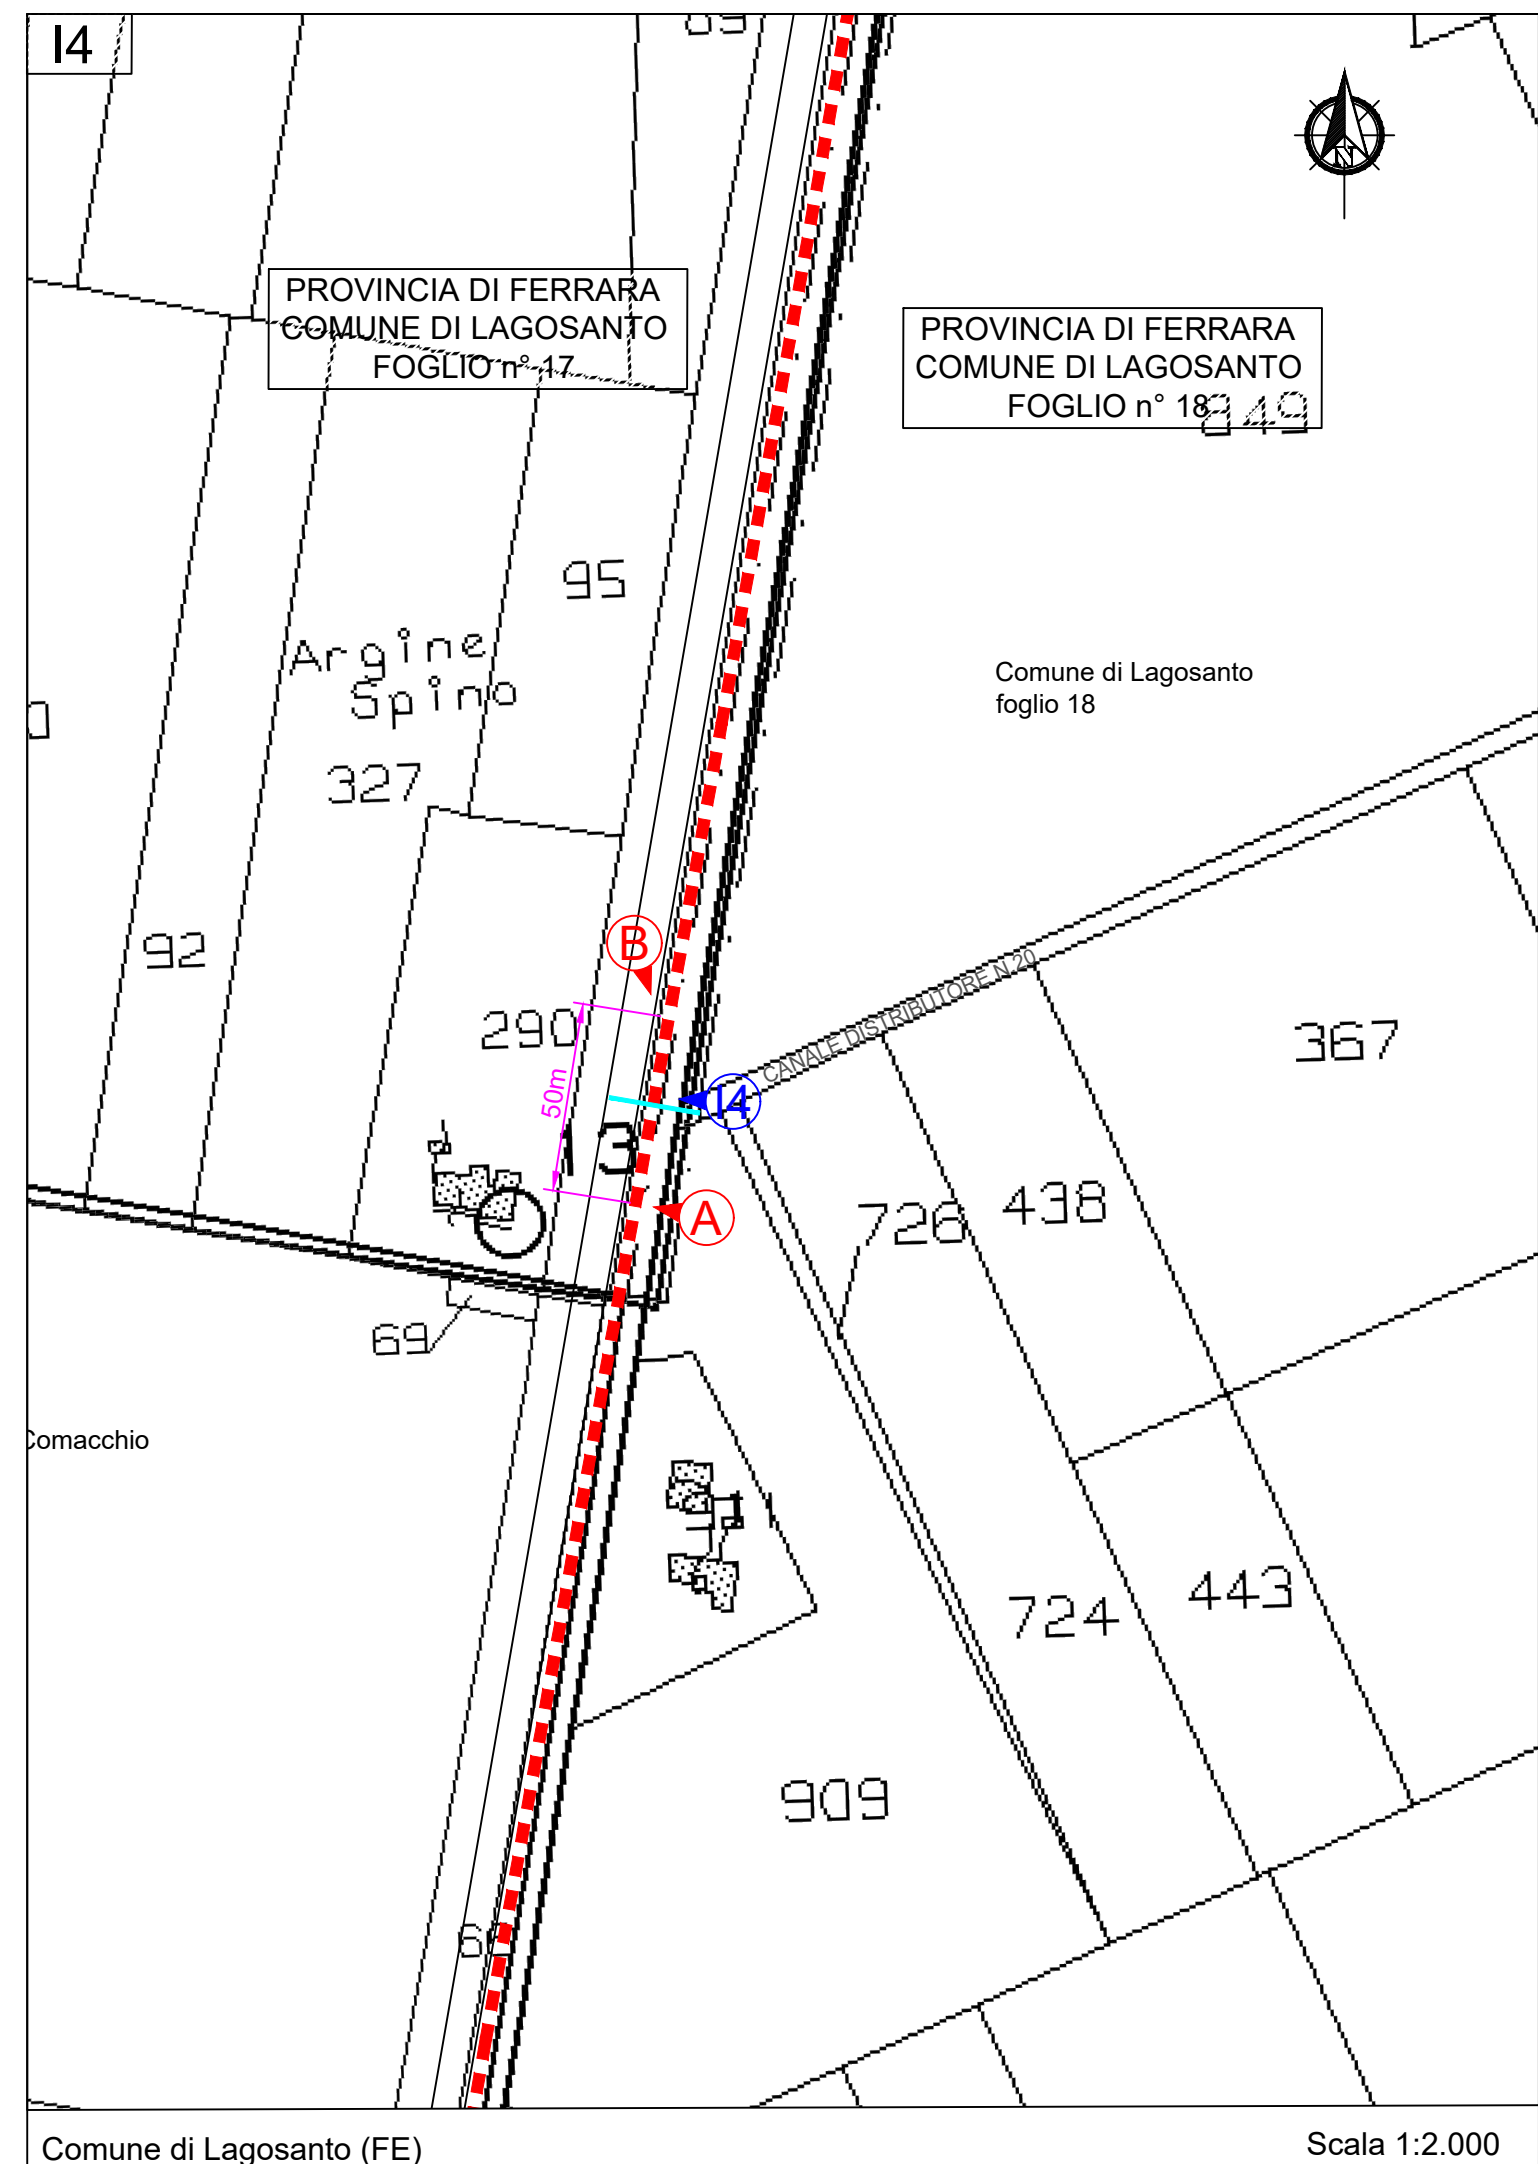 I4
N
PROVINCIA DI FERRARA
COMUNE DI LAGOSANTO
FOGLIO n° 17
PROVINCIA DI FERRARA
COMUNE DI LAGOSANTO
FOGLIO n° 18
849
95
Argine
Spino
Comune di Lagosanto
foglio 18
327
92
B
CANALE DISTRIBUTORE N.20
290
367
50m
I4
13
A
726
438
69
Comacchio
443
724
909
Comune di Lagosanto (FE)
Scala 1:2.000